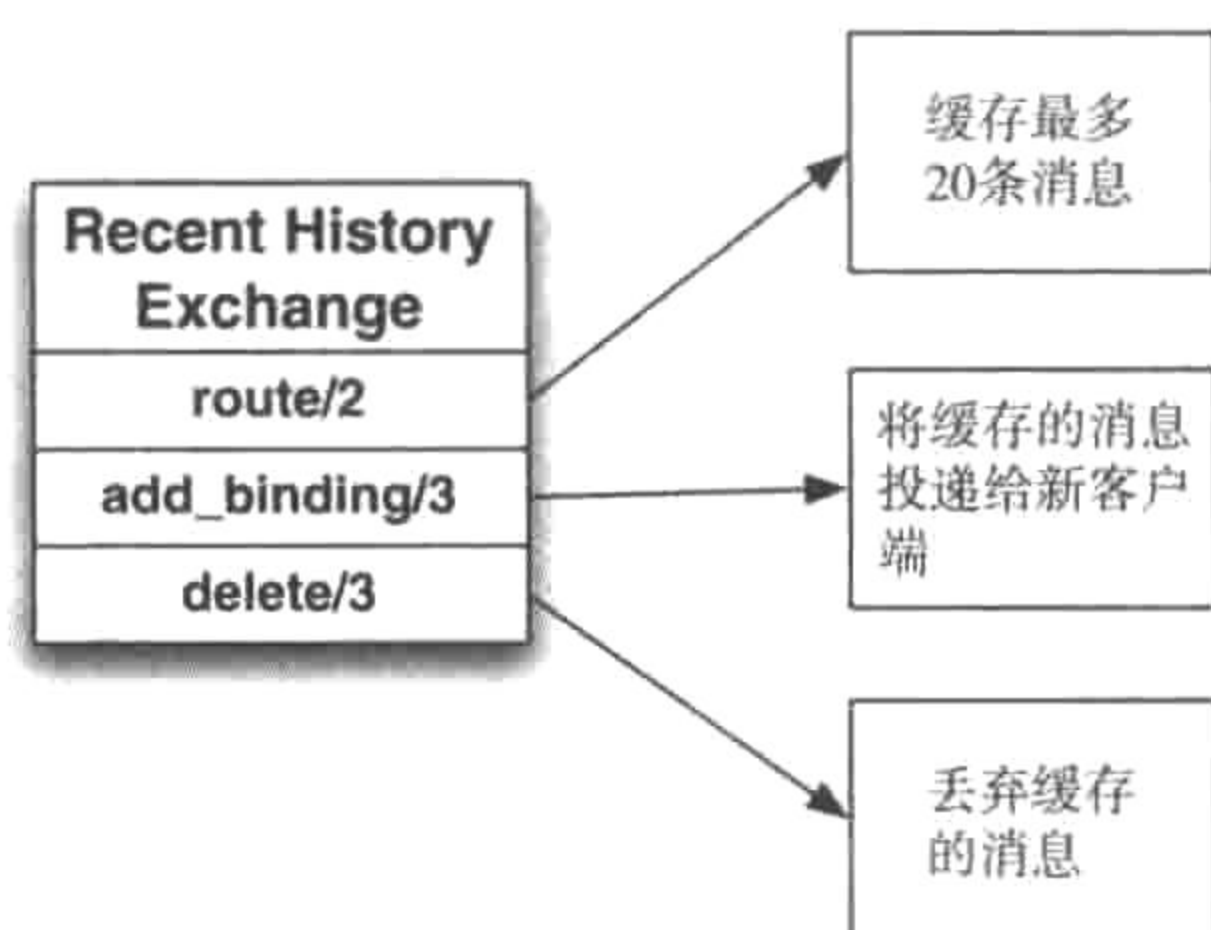 Recent History
Exchange
route/2
add_binding/3
delete/3
缓存最多
20条消息
将缓存的消息
投递给新客户
端
丢弃缓存
的消息